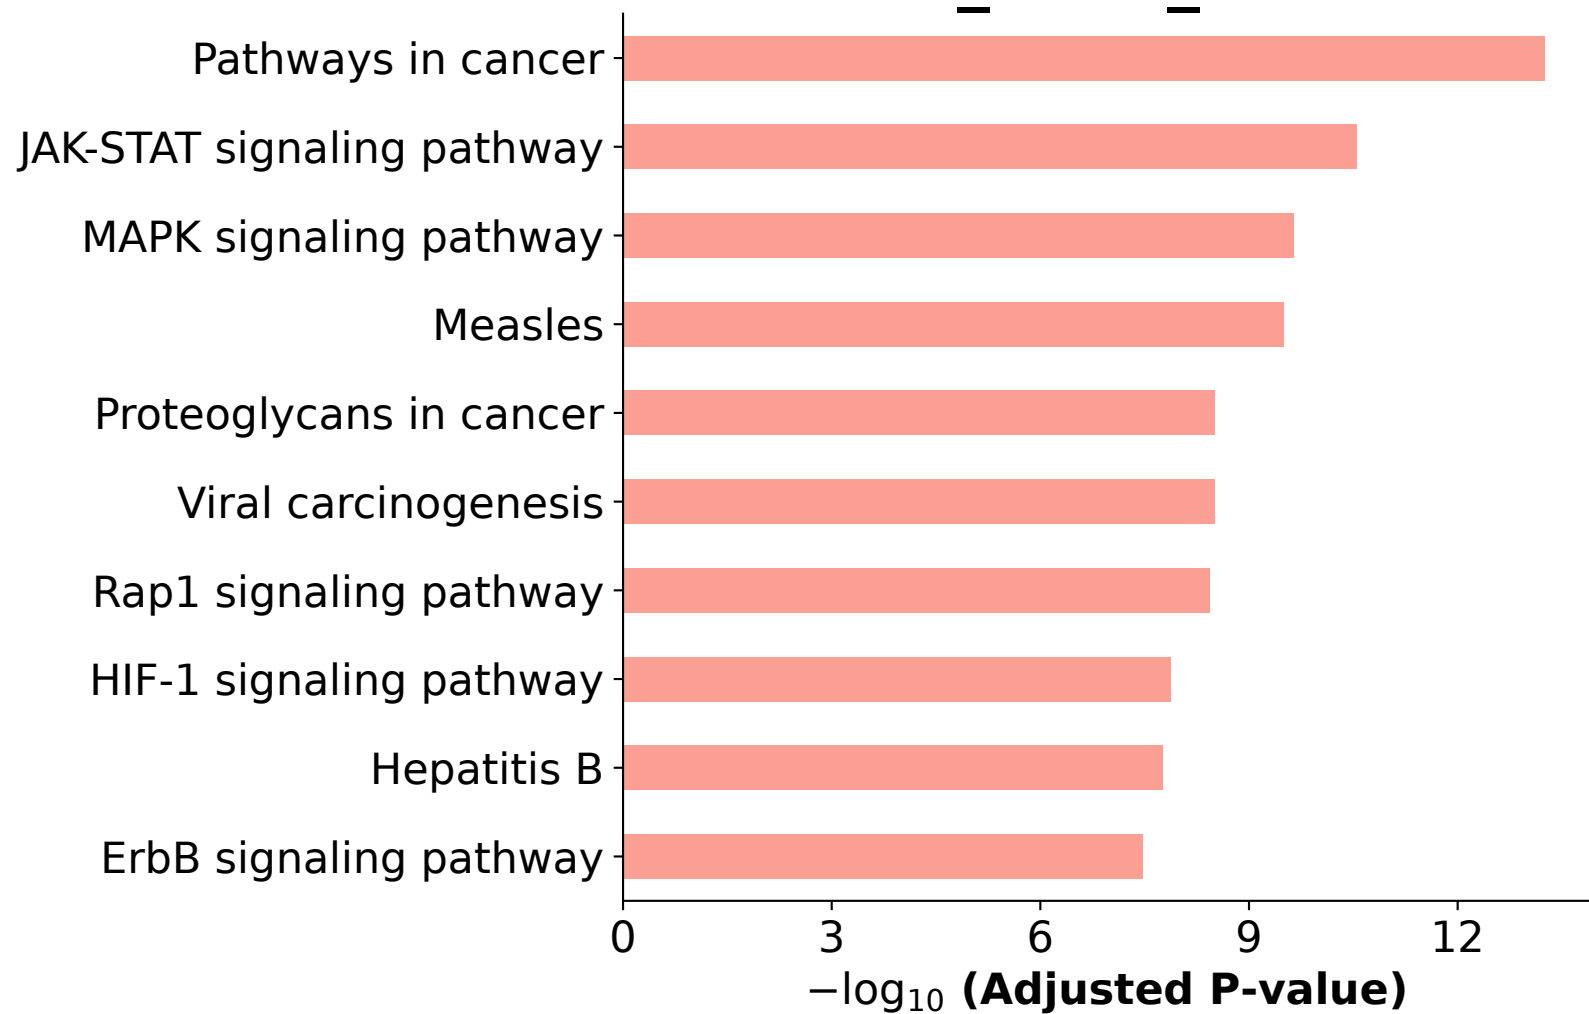 Pathways in cancer
JAK-STAT signaling pathway
MAPK signaling pathway
Measles
Proteoglycans in cancer
Viral carcinogenesis
Rap1 signaling pathway
HIF-1 signaling pathway
Hepatitis B
ErbB signaling pathway
0 3 6 9 12
−log₁₀ (Adjusted P-value)